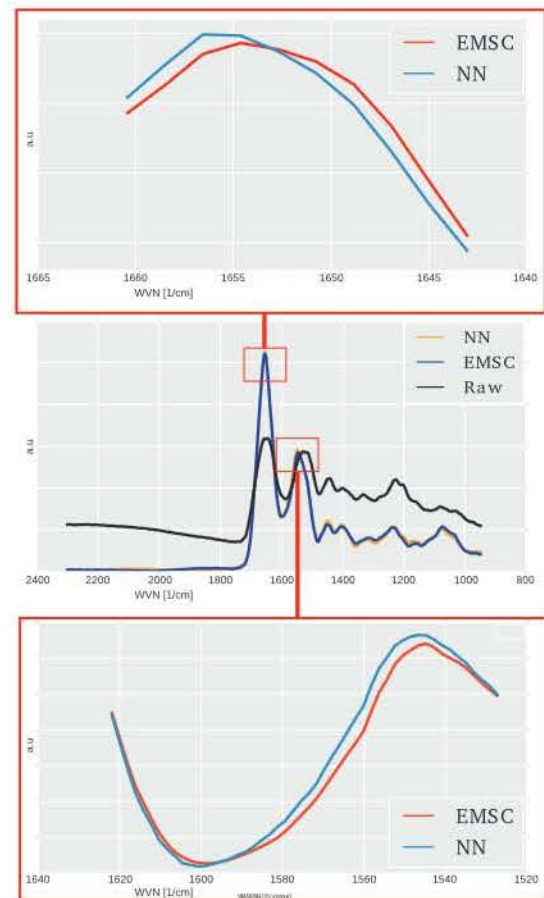 EMSC
NN
a.u
1665 1660 1655 1650 1645 1640
WVN [1/cm]
NN
EMSC
Raw
a.u
2400 2200 2000 1800 1600 1400 1200 1000 800
WVN [1/cm]
a.u
EMSC
NN
1640 1620 1600 1580 1560 1540 1520
WVN [1/cm]